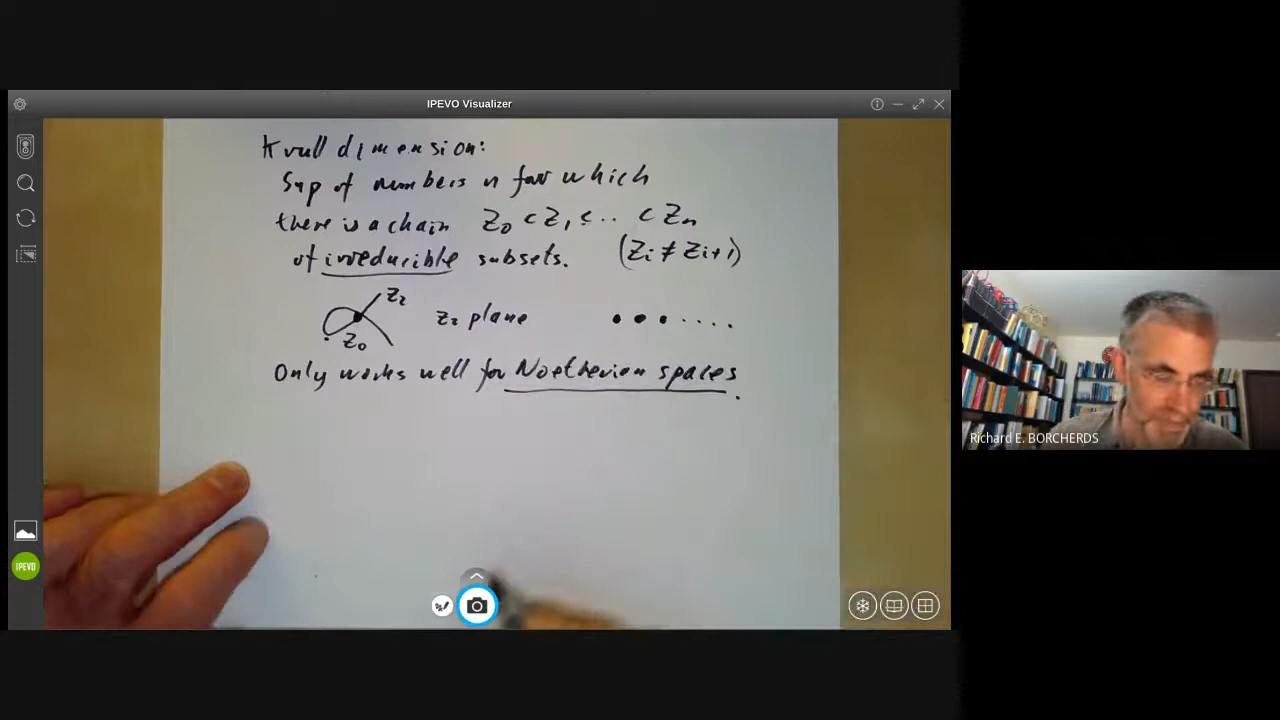 IPEVO Visualizer
Krull dimension:
Sup of numbers n for which
there is a chain Z₀ ⊂ Z₁ ⊂ ... ⊂ Zₙ
of irreducible subsets. (Zᵢ ≠ Zᵢ₊₁)
Z₂
Z₀
Z₂ plane
Only works well for Noetherian spaces.
Richard E. BORCHERDS
IPEVO